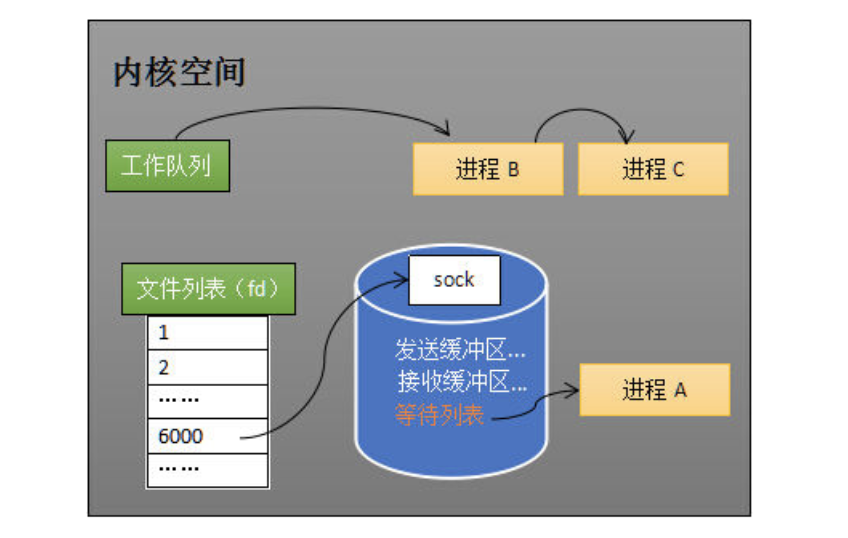 内核空间
工作队列
进程 B
进程 C
文件列表（fd）
1
2
……
6000
……
sock
发送缓冲区...
接收缓冲区...
等待列表
进程 A